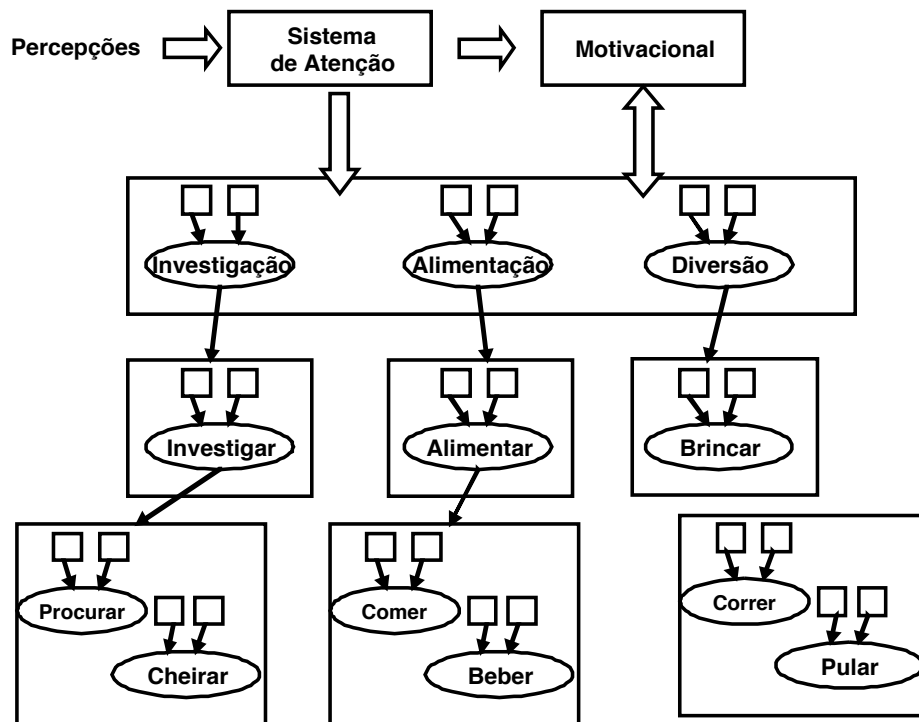 Percepções
Sistema
de Atenção
Motivacional
Investigação
Alimentação
Diversão
Investigar
Alimentar
Brincar
Procurar
Cheirar
Comer
Beber
Correr
Pular